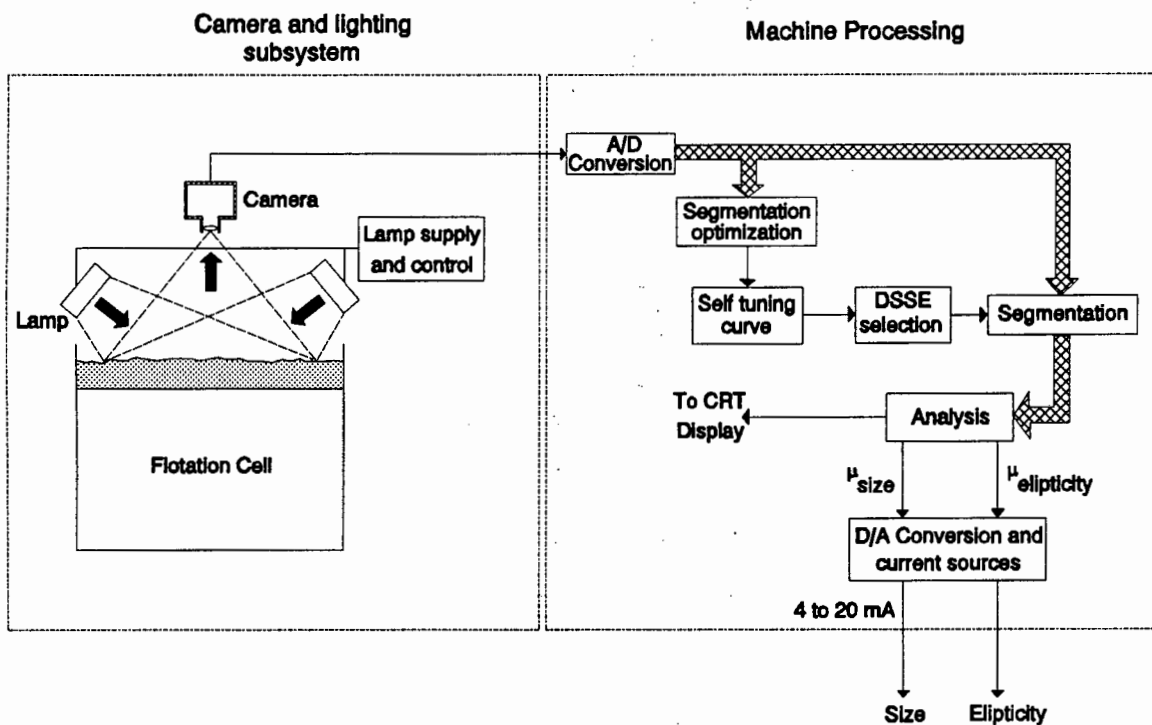 Camera and lighting
subsystem
Machine Processing
A/D
Conversion
Camera
Segmentation
optimization
Lamp supply
and control
Lamp
Self tuning
curve
DSSE
selection
Segmentation
To CRT
Display
Analysis
Flotation Cell
μsize
μelipticity
D/A Conversion and
current sources
4 to 20 mA
Size
Elipticity